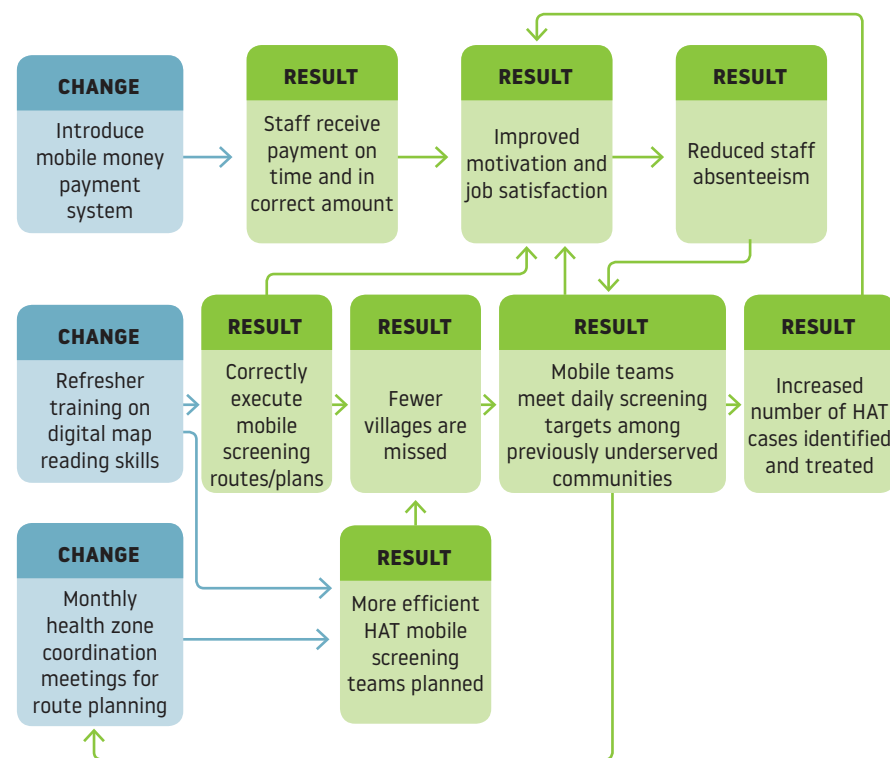 CHANGE
Introduce
mobile money
payment
system
RESULT
Staff receive
payment on
time and in
correct amount
RESULT
Improved
motivation and
job satisfaction
RESULT
Reduced staff
absenteeism
CHANGE
Refresher
training on
digital map
reading skills
RESULT
Correctly
execute
mobile
screening
routes/plans
RESULT
Fewer
villages are
missed
RESULT
Mobile teams
meet daily screening
targets among
previously underserved
communities
RESULT
Increased
number of HAT
cases identified
and treated
CHANGE
Monthly
health zone
coordination
meetings for
route planning
RESULT
More efficient
HAT mobile
screening
teams planned